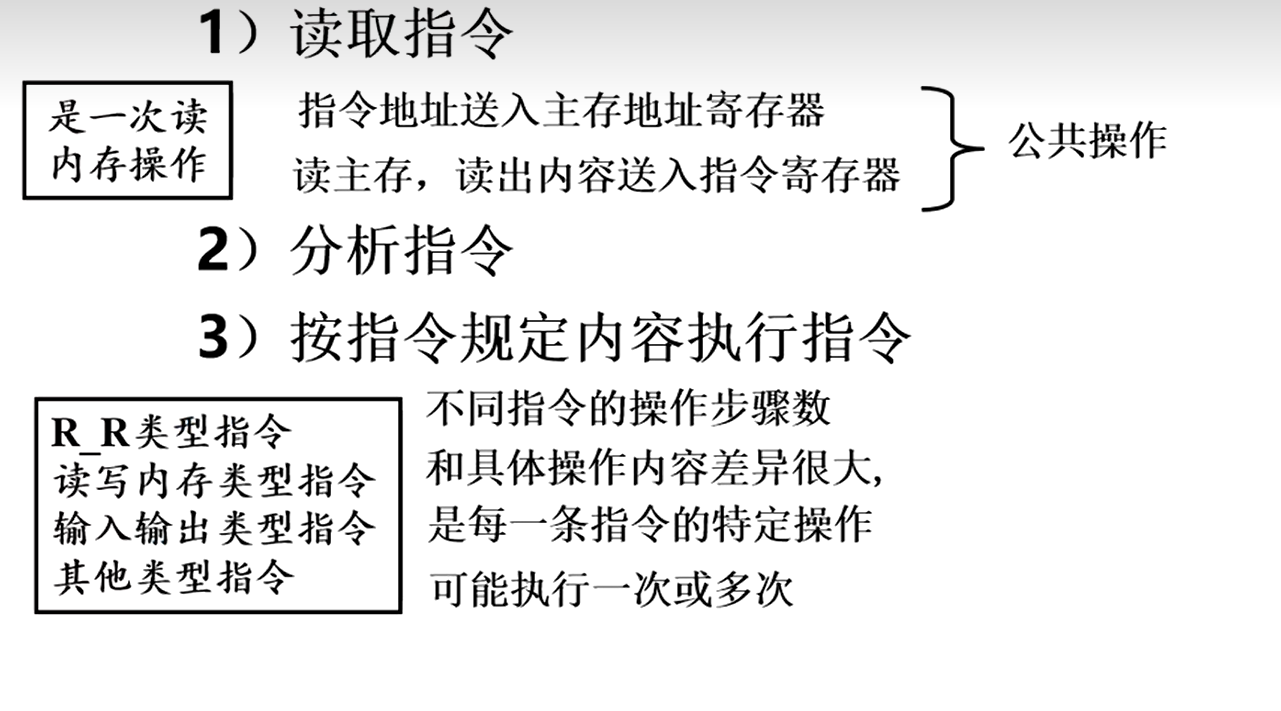 1）读取指令
是一次读
内存操作
指令地址送入主存地址寄存器
读主存，读出内容送入指令寄存器
公共操作
2）分析指令
3）按指令规定内容执行指令
R_R类型指令
读写内存类型指令
输入输出类型指令
其他类型指令
不同指令的操作步骤数
和具体操作内容差异很大,
是每一条指令的特定操作
可能执行一次或多次